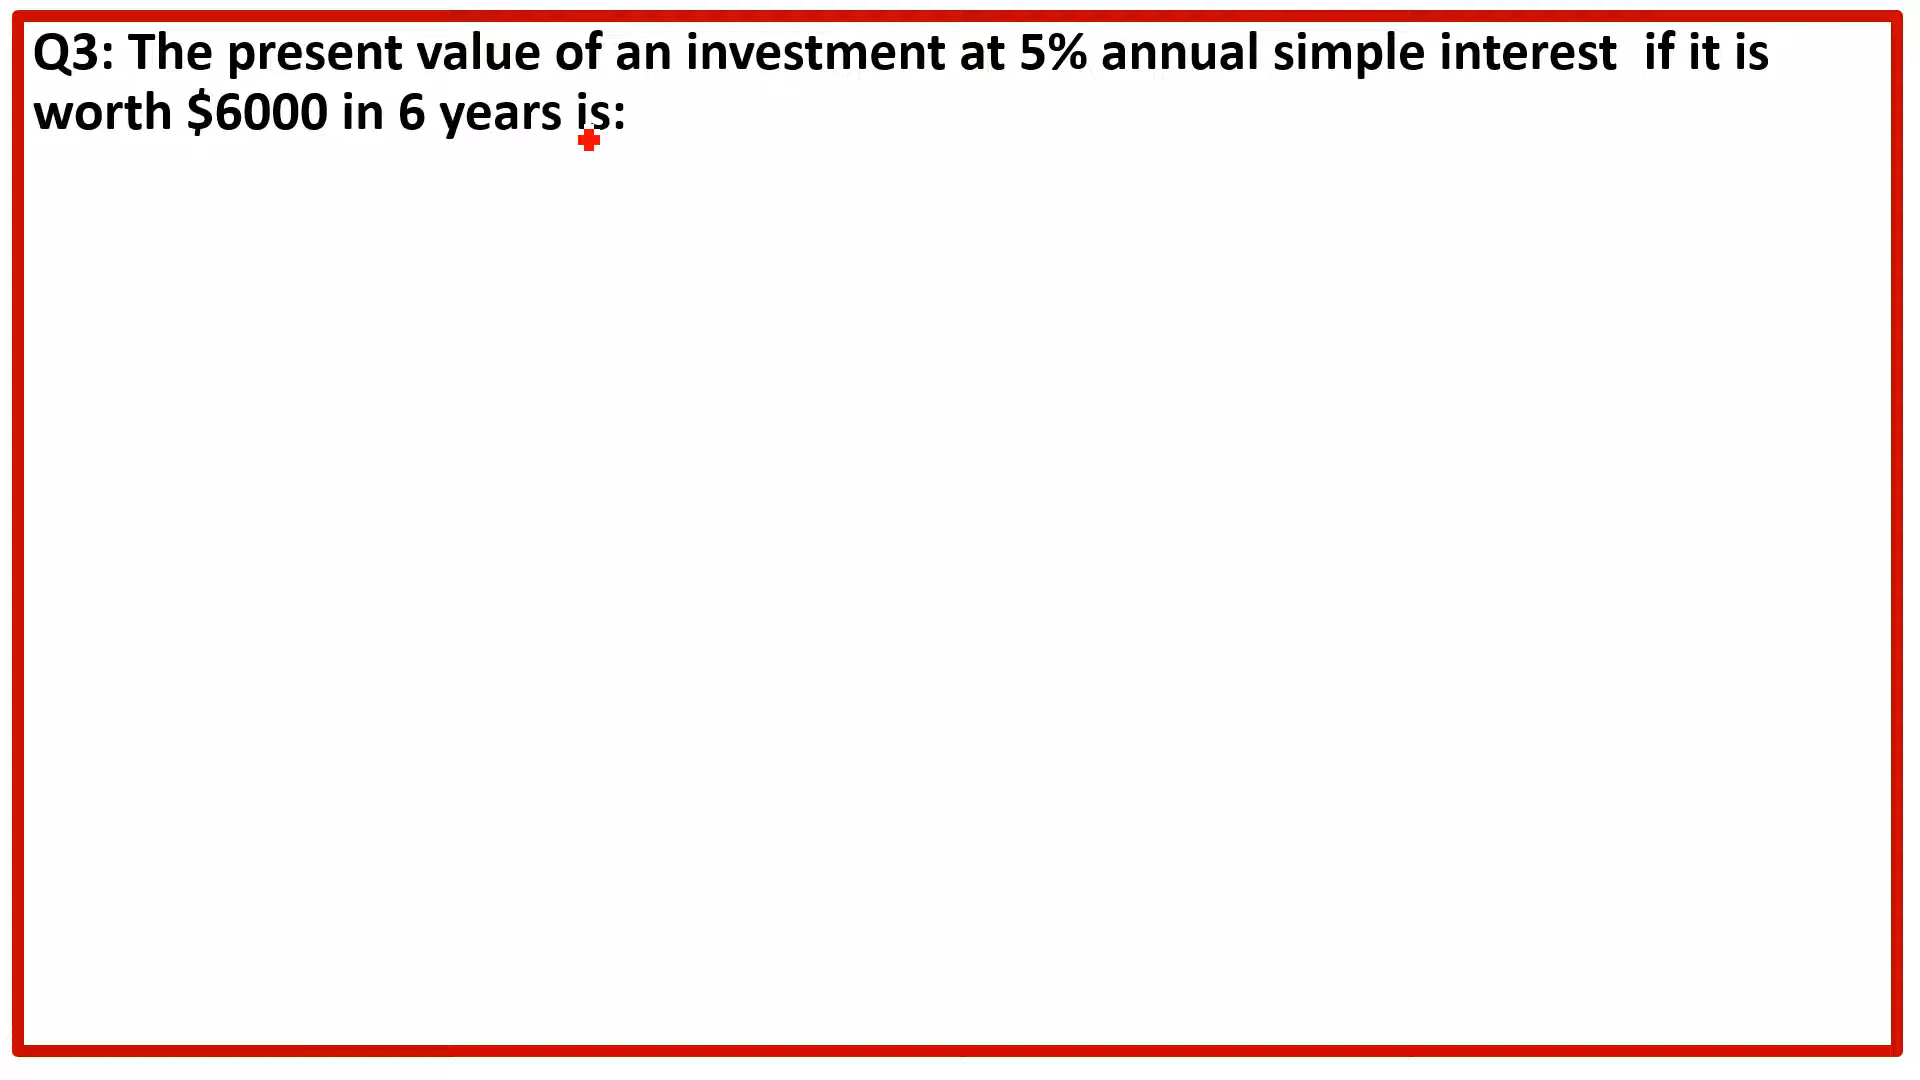 Q3: The present value of an investment at 5% annual simple interest  if it is
worth $6000 in 6 years is: